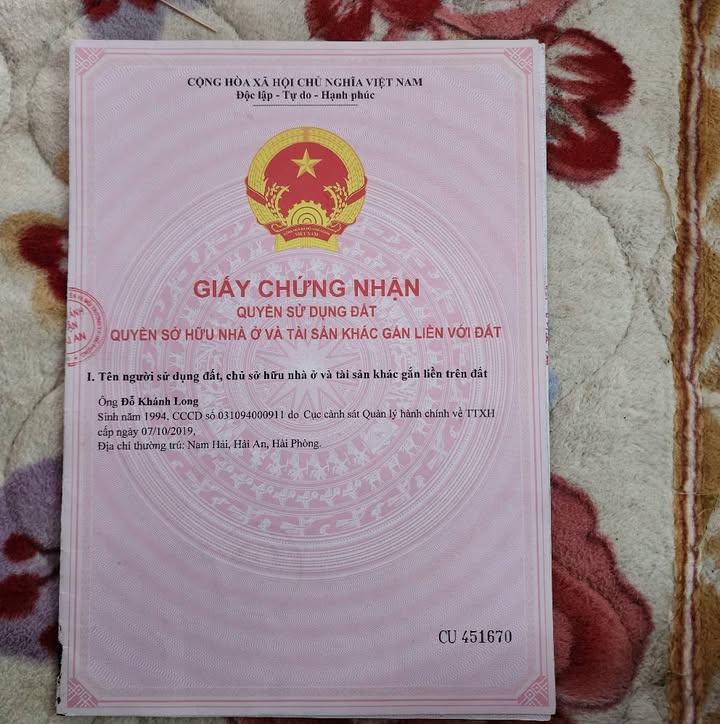 CỘNG HÒA XÃ HỘI CHỦ NGHĨA VIỆT NAM
Độc lập - Tự do - Hạnh phúc
VIỆT NAM
GIẤY CHỨNG NHẬN
QUYỀN SỬ DỤNG ĐẤT
QUYỀN SỞ HỮU NHÀ Ở VÀ TÀI SẢN KHÁC GẮN LIỀN VỚI ĐẤT
I. Tên người sử dụng đất, chủ sở hữu nhà ở và tài sản khác gắn liền trên đất
Ông Đỗ Khánh Long
Sinh năm 1994, CCCD số 031094000911 do Cục cảnh sát Quản lý hành chính về TTXH
cấp ngày 07/10/2019,
Địa chỉ thường trú: Nam Hải, Hải An, Hải Phòng.
CU 451670